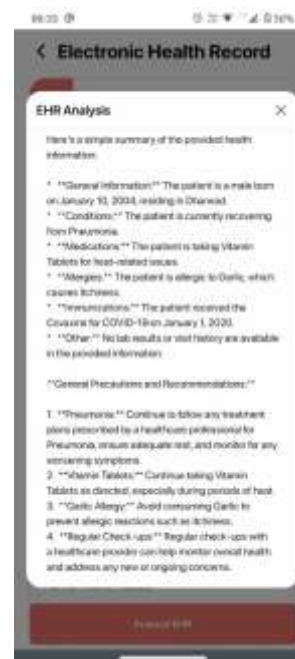 < Electronic Health Record
EHR Analysis
Here's a simple summary of the provided health
information:
* **General Information:** The patient is a male born
on January 10, 2004, residing in Dharwad.
* **Conditions:** The patient is currently recovering
from Pneumonia.
* **Medications:** The patient is taking Vitamin
Tablets for heat-related issues.
* **Allergies:** The patient is allergic to Garlic, which
causes itchiness.
* **Immunizations:** The patient received the
for COVID-19 on January 1, 2020.
* **Other:** No lab results or visit history are available
in the provided information.
**General Precautions and Recommendations:**
1. **Pneumonia:** Continue to follow any treatment
plans prescribed by a healthcare professional for
Pneumonia, ensure adequate rest, and monitor for any
worsening symptoms.
2. **Vitamin Tablets:** Continue taking Vitamin
Tablets as directed, especially during periods of heat.
3. **Garlic Allergy:** Avoid consuming Garlic to
prevent allergic reactions such as itchiness.
4. **Regular Check-ups:** Regular check-ups with
a healthcare provider can help monitor overall health
and address any new or ongoing concerns.